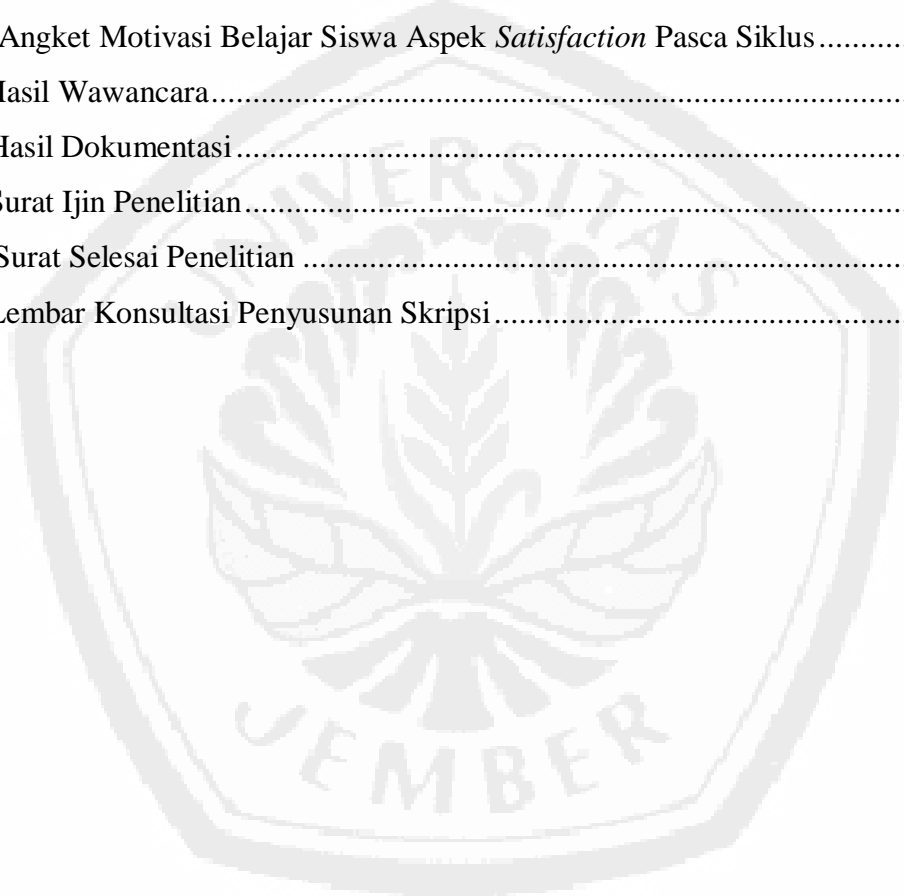 Angket Motivasi Belajar Siswa Aspek Satisfaction Pasca Siklus...........
Hasil Wawancara....................................................................................
Hasil Dokumentasi.................................................................................
Surat Ijin Penelitian................................................................................
Surat Selesai Penelitian .........................................................................
Lembar Konsultasi Penyusunan Skripsi..................................................
UNIVERSITAS
JEMBER